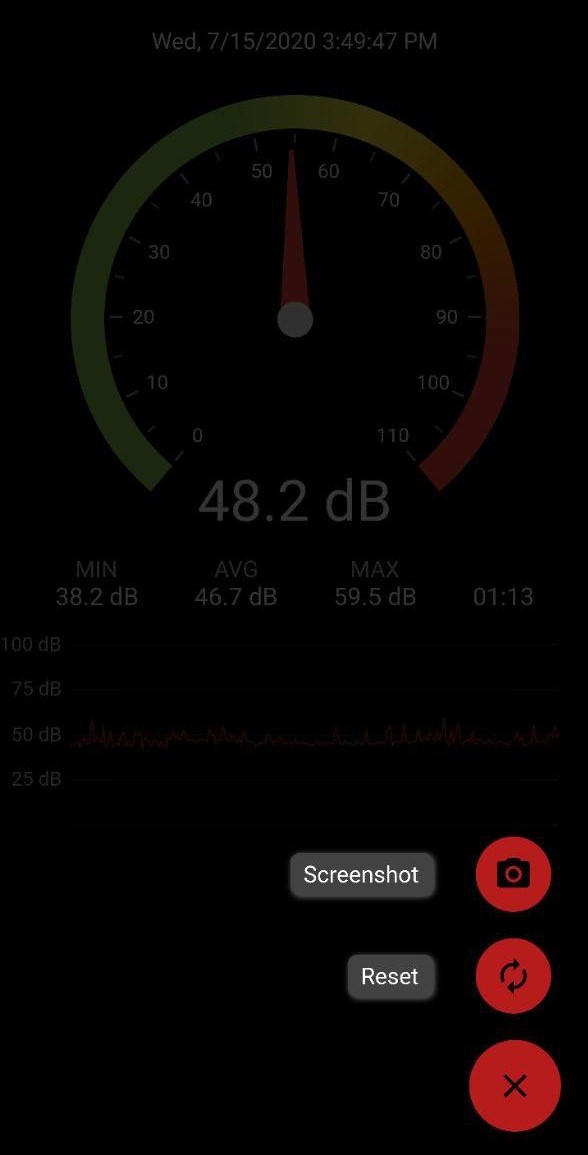 Wed, 7/15/2020 3:49:47 PM
50 60
40 70
30 80
20 90
10 100
0 110
48.2 dB
MIN AVG MAX
38.2 dB 46.7 dB 59.5 dB 01:13
100 dB
75 dB
50 dB
25 dB
Screenshot
Reset